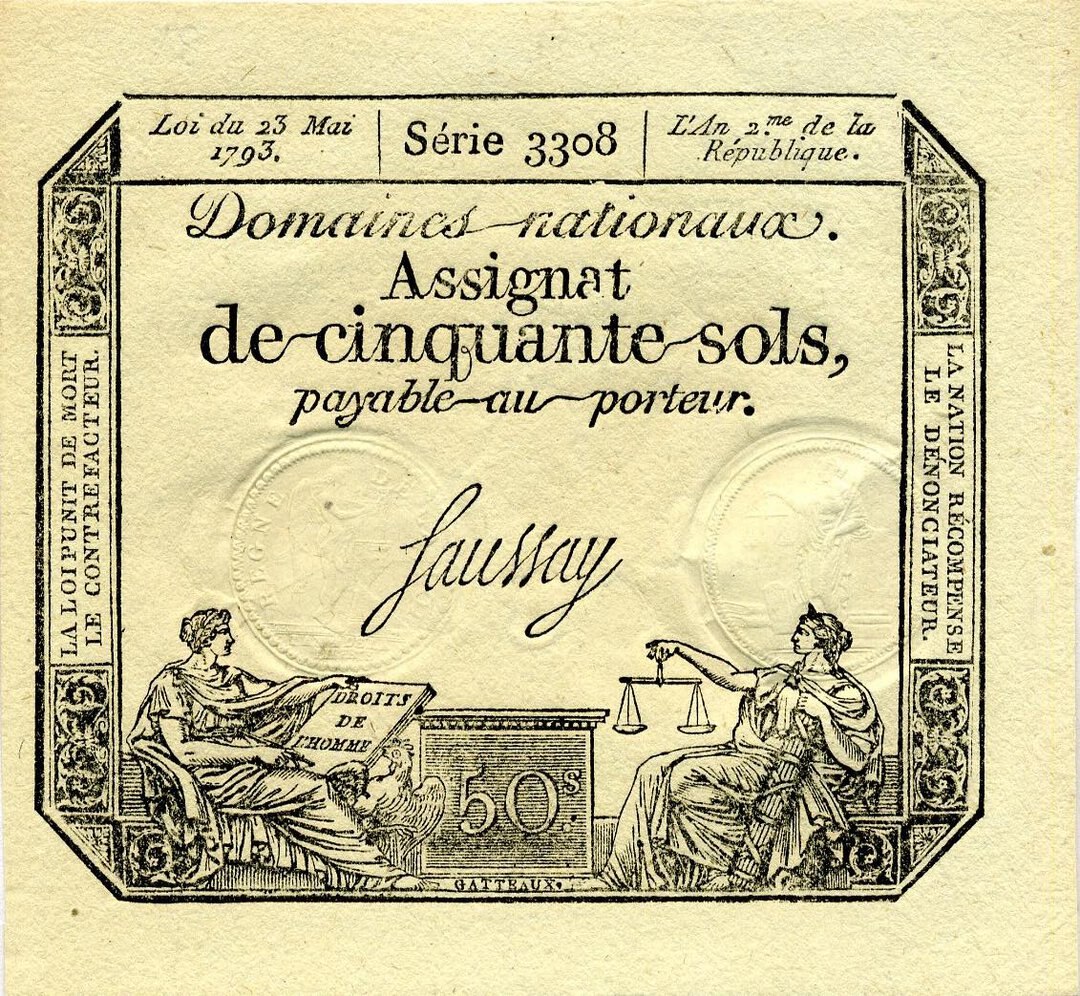 Loi du 23 Mai
1793.
Série 3308
L'An 2.me de la
République.
Domaines nationaux.
Assignat
de cinquante sols,
payable au porteur.
LA LOI PUNIT DE MORT
LE CONTREFACTEUR.
LA NATION RÉCOMPENSE
LE DÉNONCIATEUR.
Saussay
DROITS
DE
L'HOMME
50s.
GATTEAUX.